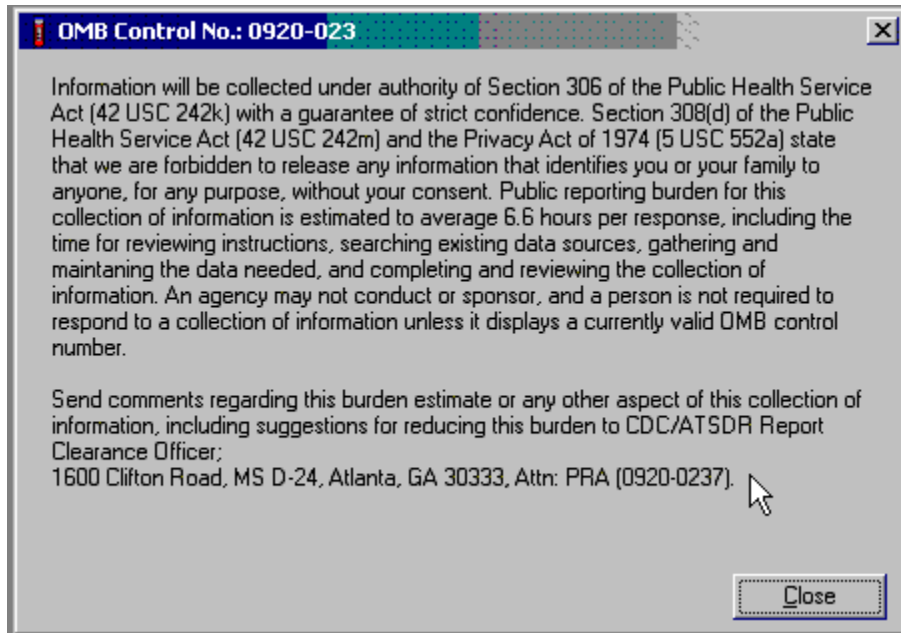 OMB Control No.: 0920-023
Information will be collected under authority of Section 306 of the Public Health Service
Act (42 USC 242k) with a guarantee of strict confidence. Section 308(d) of the Public
Health Service Act (42 USC 242m) and the Privacy Act of 1974 (5 USC 552a) state
that we are forbidden to release any information that identifies you or your family to
anyone, for any purpose, without your consent. Public reporting burden for this
collection of information is estimated to average 6.6 hours per response, including the
time for reviewing instructions, searching existing data sources, gathering and
maintaning the data needed, and completing and reviewing the collection of
information. An agency may not conduct or sponsor, and a person is not required to
respond to a collection of information unless it displays a currently valid OMB control
number.
Send comments regarding this burden estimate or any other aspect of this collection of
information, including suggestions for reducing this burden to CDC/ATSDR Report
Clearance Officer;
1600 Clifton Road, MS D-24, Atlanta, GA 30333, Attn: PRA (0920-0237).
Close